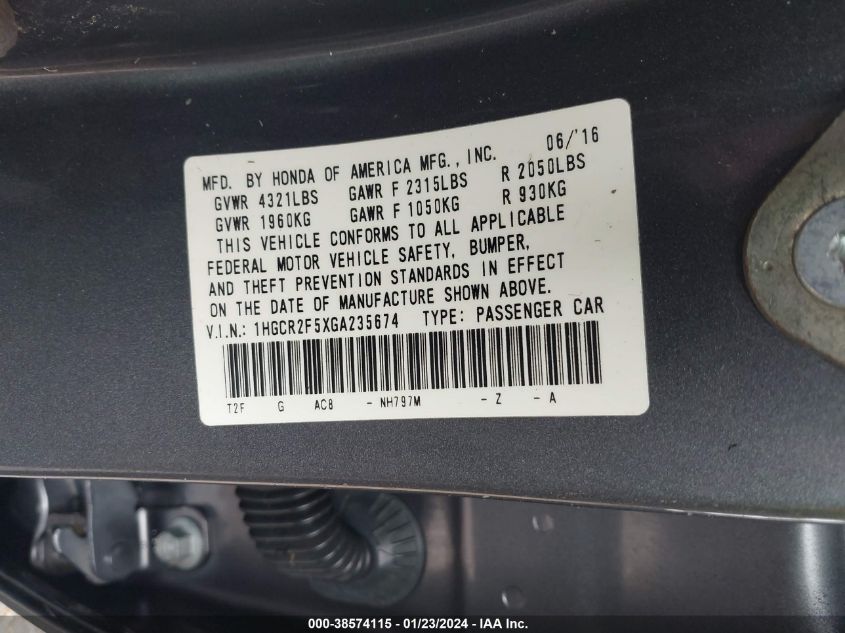 MFD. BY HONDA OF AMERICA MFG., INC. 06/'16
GVWR 4321LBS GAWR F 2315LBS R 2050LBS
GVWR 1960KG GAWR F 1050KG R 930KG
THIS VEHICLE CONFORMS TO ALL APPLICABLE
FEDERAL MOTOR VEHICLE SAFETY, BUMPER,
AND THEFT PREVENTION STANDARDS IN EFFECT
ON THE DATE OF MANUFACTURE SHOWN ABOVE.
V.I.N.: 1HGCR2F5XGA235674 TYPE: PASSENGER CAR
T2F G AC8 - NH797M - Z - A
000-38574115 - 01/23/2024 - IAA Inc.